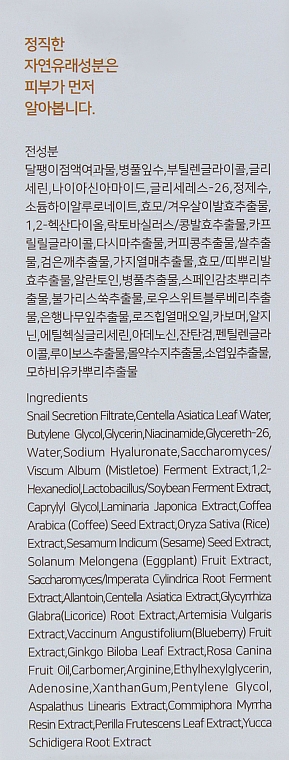 정직한
자연유래성분은
피부가 먼저
알아봅니다.
전성분
달팽이점액여과물,병풀잎수,부틸렌글라이콜,글리
세린,나이아신아마이드,글리세레스-26,정제수,
소듐하이알루로네이트,효모/겨우살이발효추출물,
1,2-헥산다이올,락토바실러스/콩발효추출물,카프
릴릴글라이콜,다시마추출물,커피콩추출물,쌀추출
물,검은깨추출물,가지열매추출물,효모/띠뿌리발
효추출물,알란토인,병풀추출물,스페인감초뿌리추
출물,불가리스쑥추출물,로우스위트블루베리추출
물,은행나무잎추출물,로즈힙열매오일,카보머,알지
닌,에틸헥실글리세린,아데노신,잔탄검,펜틸렌글라
이콜,루이보스추출물,몰약수지추출물,소엽잎추출물,
모하비유카뿌리추출물
Ingredients
Snail Secretion Filtrate,Centella Asiatica Leaf Water,
Butylene Glycol,Glycerin,Niacinamide,Glycereth-26,
Water,Sodium Hyaluronate,Saccharomyces/
Viscum Album (Mistletoe) Ferment Extract,1,2-
Hexanediol,Lactobacillus/Soybean Ferment Extract,
Caprylyl Glycol,Laminaria Japonica Extract,Coffea
Arabica (Coffee) Seed Extract,Oryza Sativa (Rice)
Extract,Sesamum Indicum (Sesame) Seed Extract,
Solanum Melongena (Eggplant) Fruit Extract,
Saccharomyces/Imperata Cylindrica Root Ferment
Extract,Allantoin,Centella Asiatica Extract,Glycyrrhiza
Glabra(Licorice) Root Extract,Artemisia Vulgaris
Extract,Vaccinum Angustifolium(Blueberry) Fruit
Extract,Ginkgo Biloba Leaf Extract,Rosa Canina
Fruit Oil,Carbomer,Arginine,Ethylhexylglycerin,
Adenosine,XanthanGum,Pentylene Glycol,
Aspalathus Linearis Extract,Commiphora Myrrha
Resin Extract,Perilla Frutescens Leaf Extract,Yucca
Schidigera Root Extract